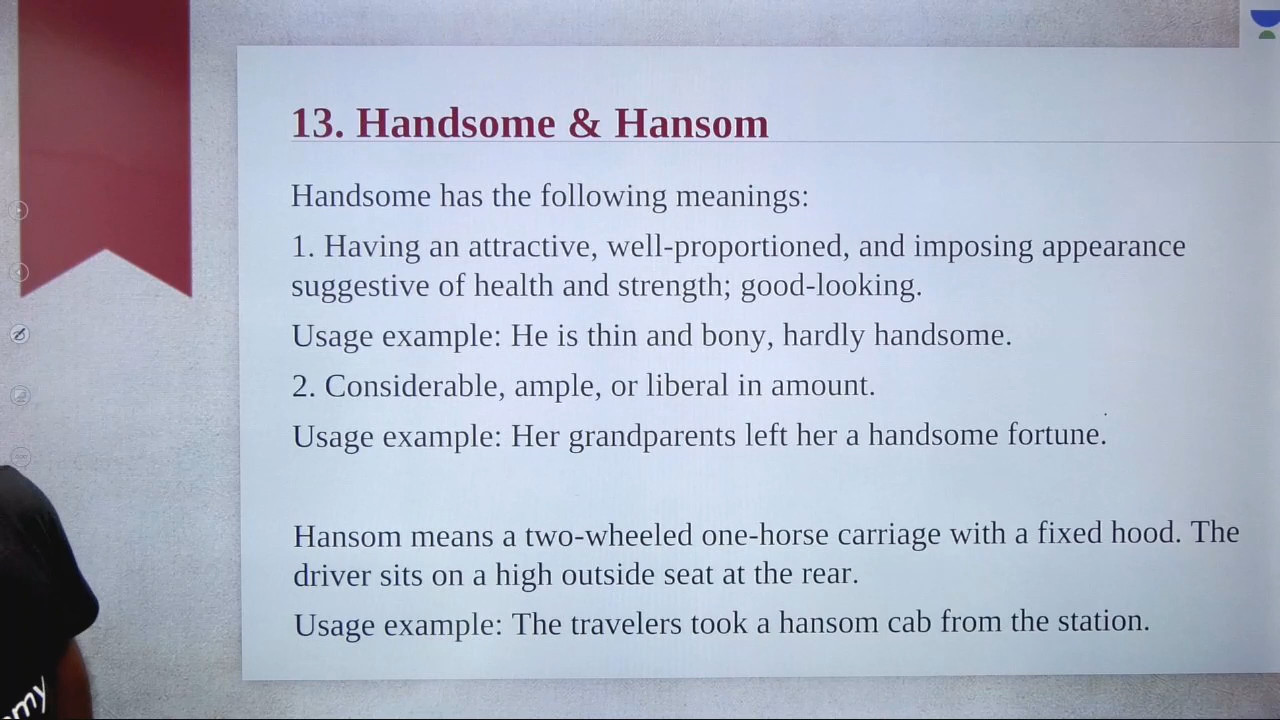 13. Handsome & Hansom
Handsome has the following meanings:
1. Having an attractive, well-proportioned, and imposing appearance
suggestive of health and strength; good-looking.
Usage example: He is thin and bony, hardly handsome.
2. Considerable, ample, or liberal in amount.
Usage example: Her grandparents left her a handsome fortune.
Hansom means a two-wheeled one-horse carriage with a fixed hood. The
driver sits on a high outside seat at the rear.
Usage example: The travelers took a hansom cab from the station.
my